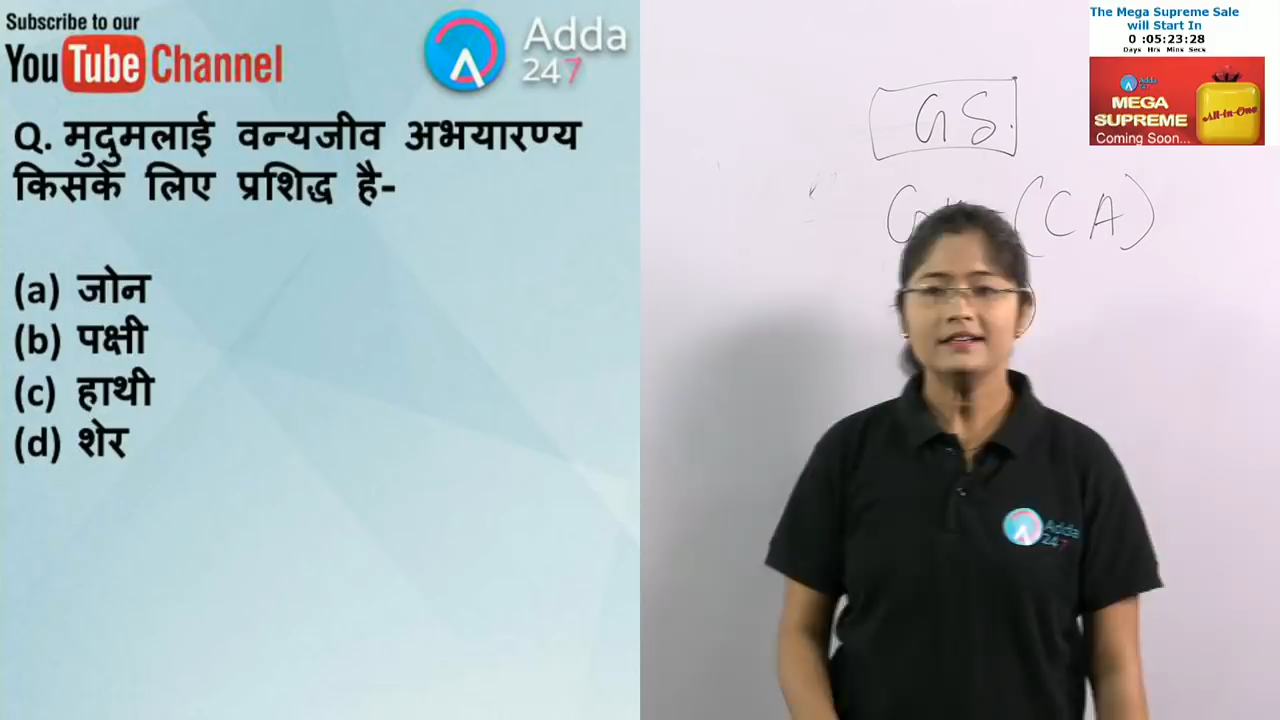 Subscribe to our
YouTube Channel
Adda
247
Q. मुदुमलाई वन्यजीव अभयारण्य
किसके लिए प्रशिद्ध है-
(a) जोन
(b) पक्षी
(c) हाथी
(d) शेर
The Mega Supreme Sale
will Start In
0 :05:23:28
Days Hrs Mins Secs
Adda
247
MEGA
SUPREME
Coming Soon...
All-in-One
GS.
(CA)
Adda
247